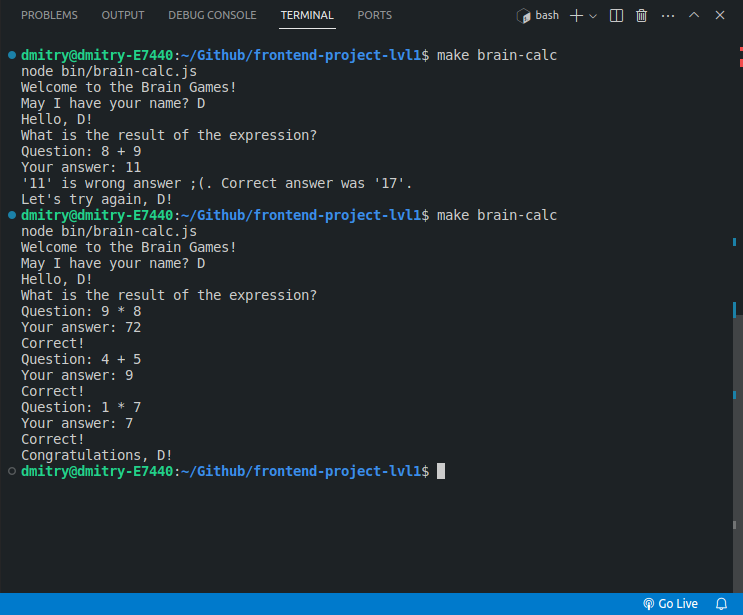 PROBLEMS OUTPUT DEBUG CONSOLE TERMINAL PORTS bash
dmitry@dmitry-E7440:~/Github/frontend-project-lvl1$ make brain-calc
node bin/brain-calc.js
Welcome to the Brain Games!
May I have your name? D
Hello, D!
What is the result of the expression?
Question: 8 + 9
Your answer: 11
'11' is wrong answer ;(. Correct answer was '17'.
Let's try again, D!
dmitry@dmitry-E7440:~/Github/frontend-project-lvl1$ make brain-calc
node bin/brain-calc.js
Welcome to the Brain Games!
May I have your name? D
Hello, D!
What is the result of the expression?
Question: 9 * 8
Your answer: 72
Correct!
Question: 4 + 5
Your answer: 9
Correct!
Question: 1 * 7
Your answer: 7
Correct!
Congratulations, D!
dmitry@dmitry-E7440:~/Github/frontend-project-lvl1$
Go Live